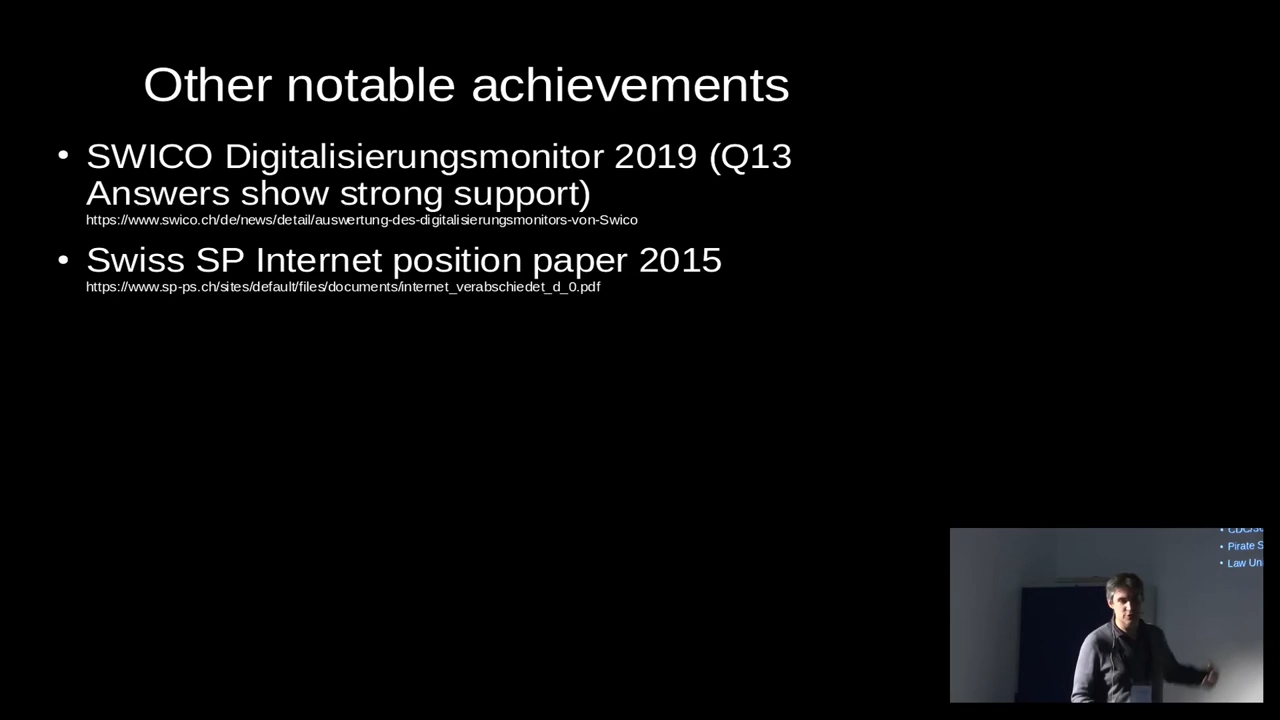 Other notable achievements
• SWICO Digitalisierungsmonitor 2019 (Q13
Answers show strong support)
https://www.swico.ch/de/news/detail/auswertung-des-digitalisierungsmonitors-von-Swico
• Swiss SP Internet position paper 2015
https://www.sp-ps.ch/sites/default/files/documents/internet_verabschiedet_d_0.pdf
• Pirate S
• Law Un